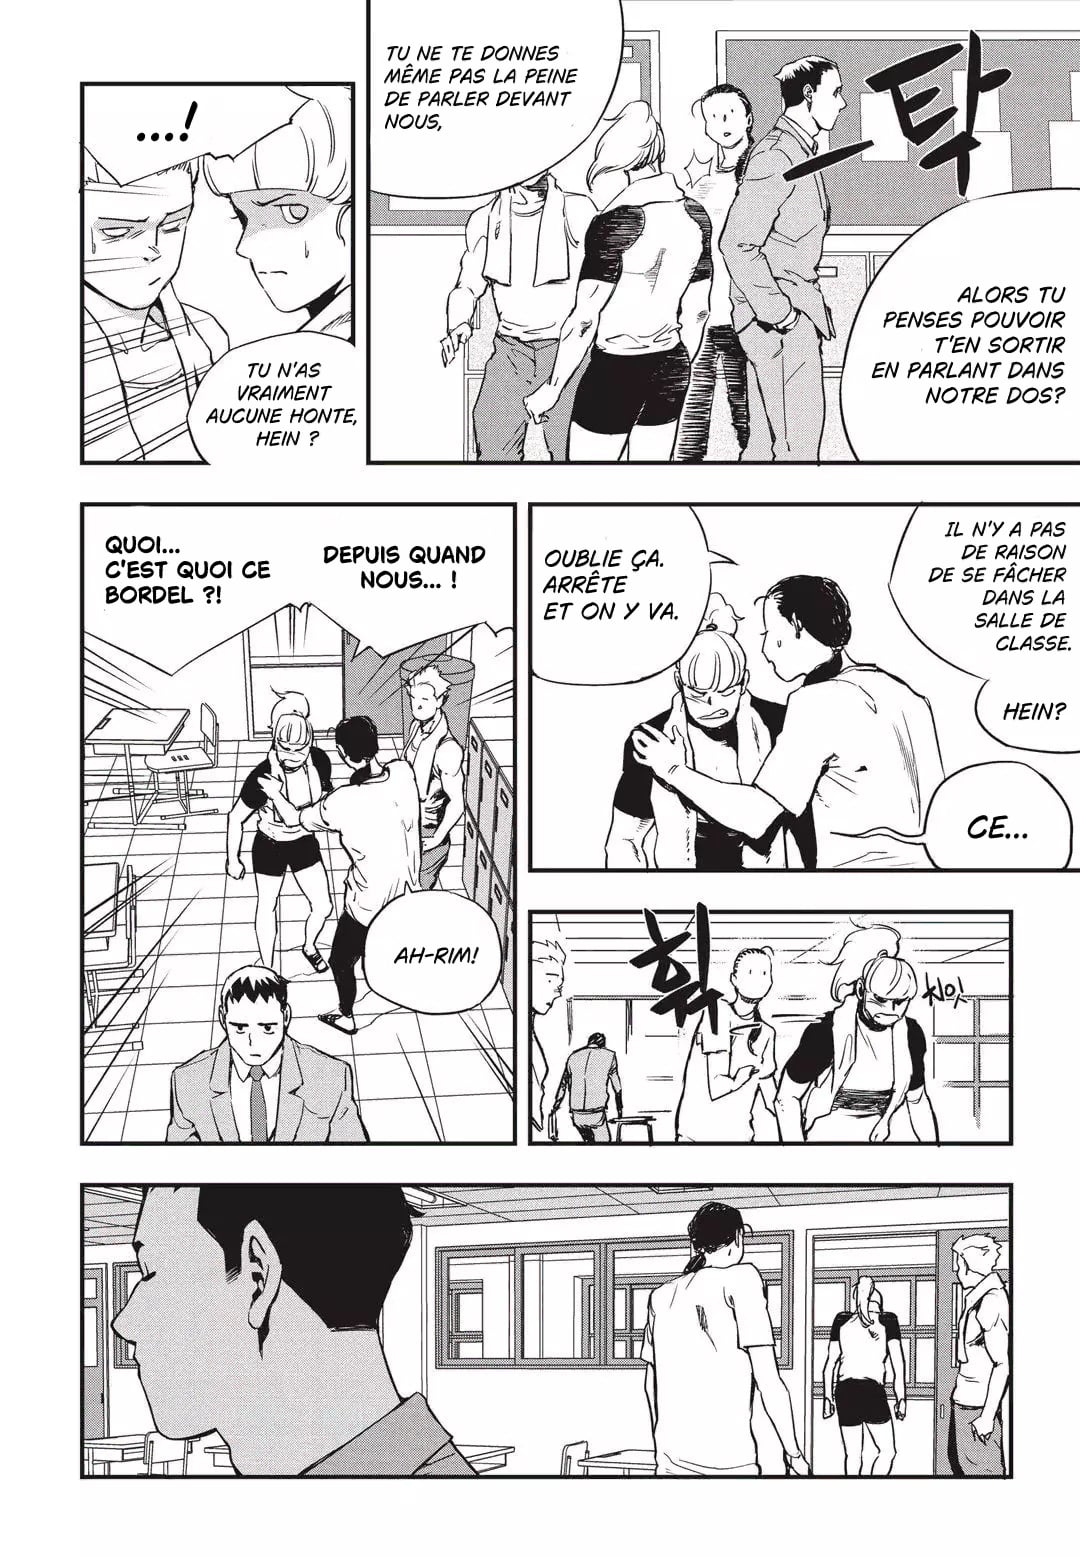 ....!
TU N'AS
VRAIMENT
AUCUNE HONTE,
HEIN ?
TU NE TE DONNES
MÊME PAS LA PEINE
DE PARLER DEVANT
NOUS,
탁
ALORS TU
PENSES POUVOIR
T'EN SORTIR
EN PARLANT DANS
NOTRE DOS?
QUOI...
C'EST QUOI CE
BORDEL ?!
DEPUIS QUAND
NOUS... !
AH-RIM!
OUBLIE ÇA.
ARRÊTE
ET ON Y VA.
IL N'Y A PAS
DE RAISON
DE SE FÂCHER
DANS LA
SALLE DE
CLASSE.
HEIN?
CE...
휙